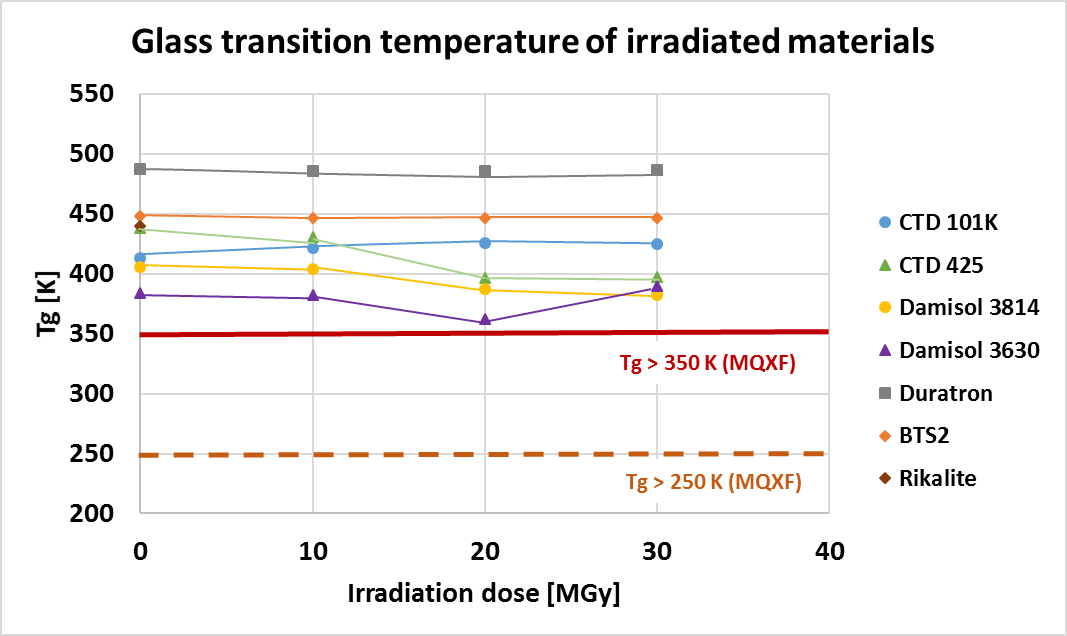 Glass transition temperature of irradiated materials
550
500
450
400
350
300
250
200
Tg [K]
0
10
20
30
40
Irradiation dose [MGy]
Tg > 350 K (MQXF)
Tg > 250 K (MQXF)
CTD 101K
CTD 425
Damisol 3814
Damisol 3630
Duratron
BTS2
Rikalite